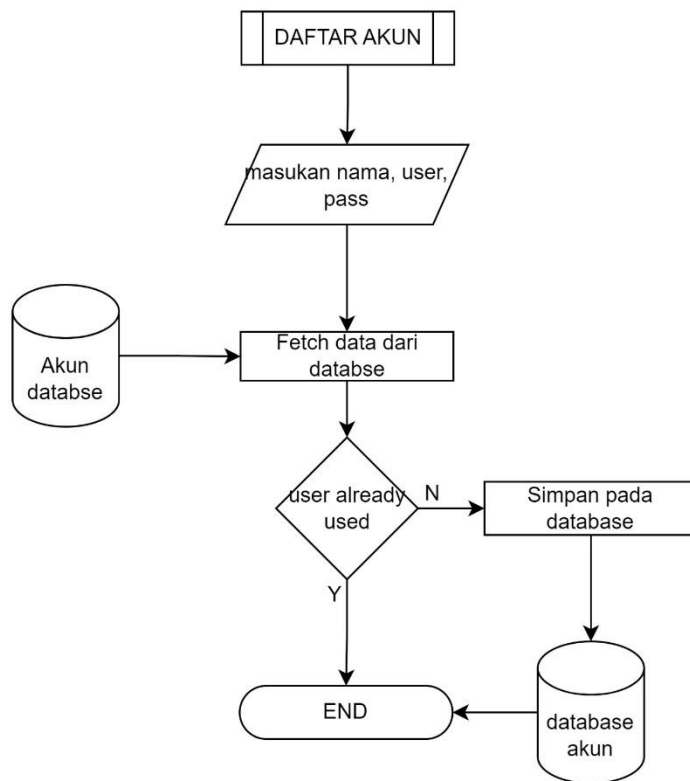 DAFTAR AKUN
masukan nama, user,
pass
Fetch data dari
databse
Akun
databse
user already
used
N
Simpan pada
database
Y
END
database
akun